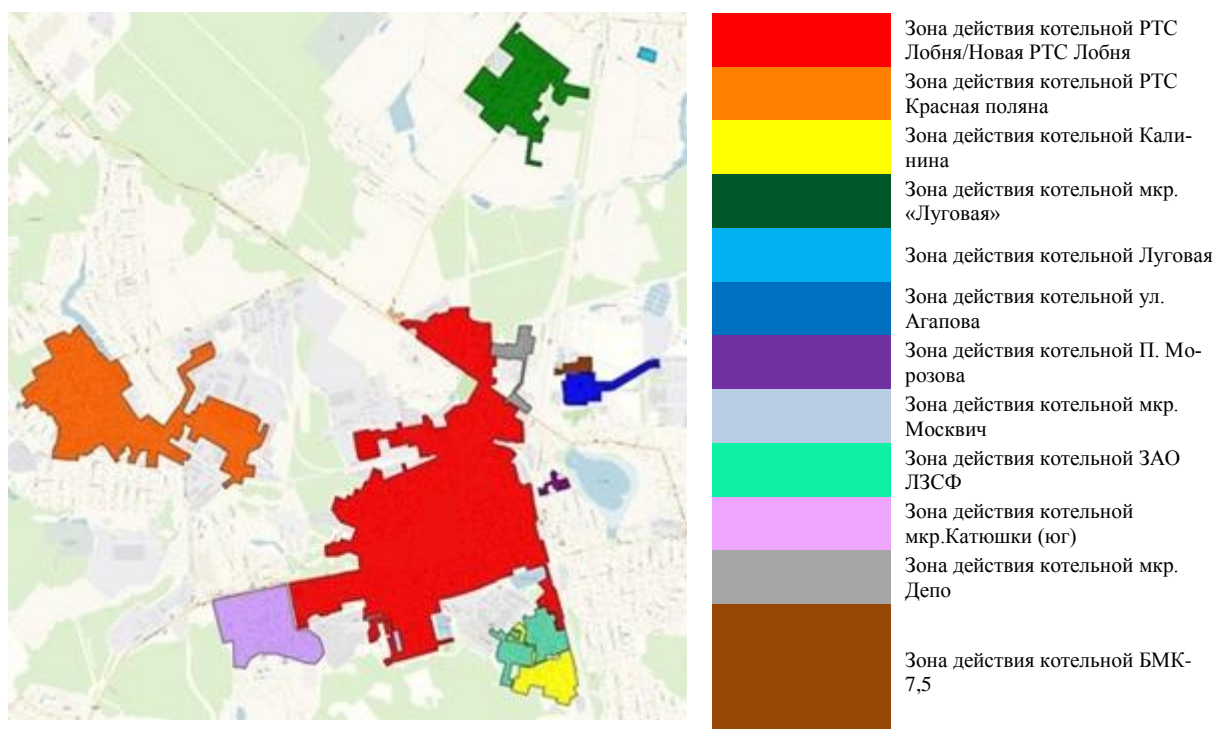 Зона действия котельной РТС
Лобня/Новая РТС Лобня
Зона действия котельной РТС
Красная поляна
Зона действия котельной Кали-
нина
Зона действия котельной мкр.
«Луговая»
Зона действия котельной Луговая
Зона действия котельной ул.
Агапова
Зона действия котельной П. Мо-
розова
Зона действия котельной мкр.
Москвич
Зона действия котельной ЗАО
ЛЗСФ
Зона действия котельной
мкр.Катюшки (юг)
Зона действия котельной мкр.
Депо
Зона действия котельной БМК-
7,5